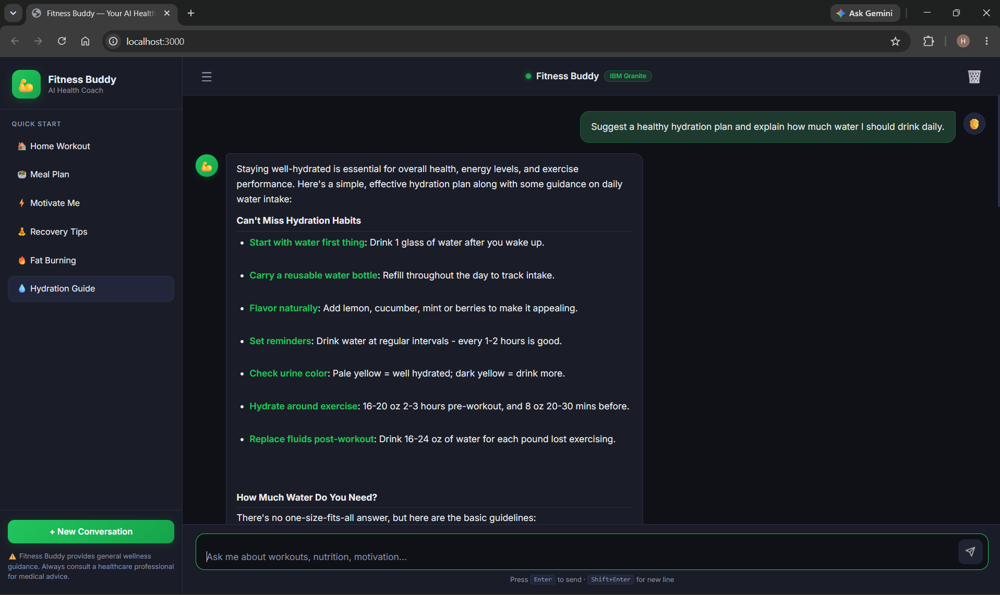 Fitness Buddy — Your AI Health
Ask Gemini
localhost:3000
H
Fitness Buddy
AI Health Coach
QUICK START
Home Workout
Meal Plan
Motivate Me
Recovery Tips
Fat Burning
Hydration Guide
+ New Conversation
Fitness Buddy provides general wellness
guidance. Always consult a healthcare professional
for medical advice.
Fitness Buddy IBM Granite
Suggest a healthy hydration plan and explain how much water I should drink daily.
Staying well-hydrated is essential for overall health, energy levels, and exercise
performance. Here's a simple, effective hydration plan along with some guidance on daily
water intake:
Can't Miss Hydration Habits
• Start with water first thing: Drink 1 glass of water after you wake up.
• Carry a reusable water bottle: Refill throughout the day to track intake.
• Flavor naturally: Add lemon, cucumber, mint or berries to make it appealing.
• Set reminders: Drink water at regular intervals - every 1-2 hours is good.
• Check urine color: Pale yellow = well hydrated; dark yellow = drink more.
• Hydrate around exercise: 16-20 oz 2-3 hours pre-workout, and 8 oz 20-30 mins before.
• Replace fluids post-workout: Drink 16-24 oz of water for each pound lost exercising.
How Much Water Do You Need?
There's no one-size-fits-all answer, but here are the basic guidelines:
Ask me about workouts, nutrition, motivation...
Press Enter to send · Shift+Enter for new line